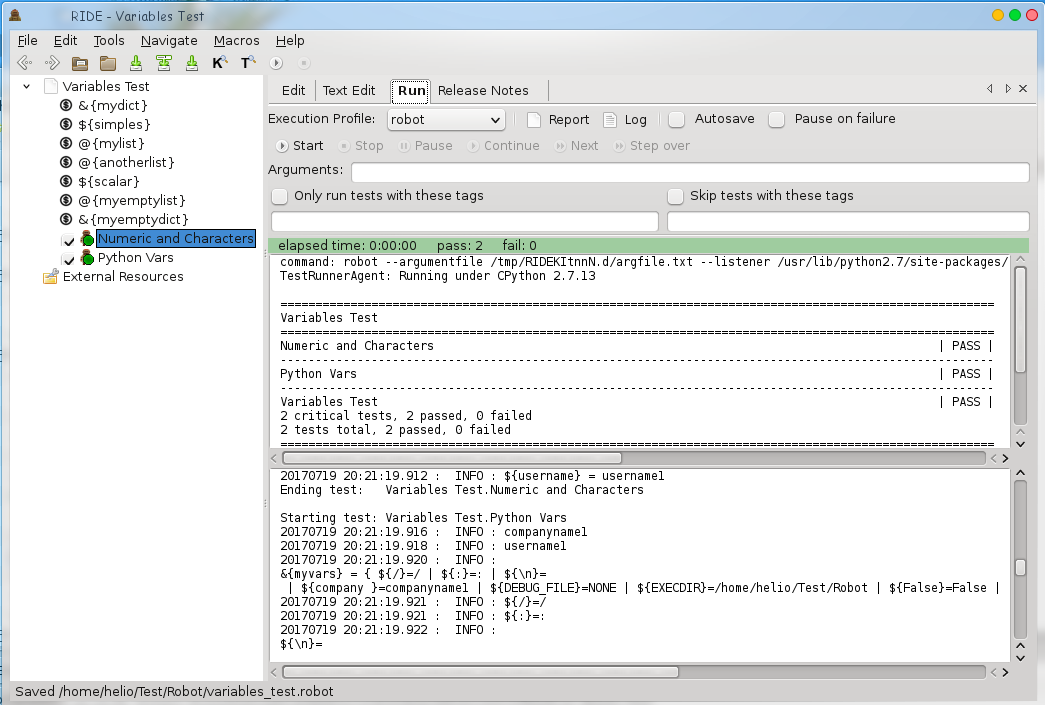 RIDE - Variables Test
File Edit Tools Navigate Macros Help
K T
Variables Test
&{mydict}
${simples}
@{mylist}
@{anotherlist}
${scalar}
@{myemptylist}
&{myemptydict}
Numeric and Characters
Python Vars
External Resources
Edit Text Edit Run Release Notes
Execution Profile: robot Report Log Autosave Pause on failure
Start Stop Pause Continue Next Step over
Arguments:
Only run tests with these tags Skip tests with these tags
elapsed time: 0:00:00 pass: 2 fail: 0
command: robot --argumentfile /tmp/RIDEKItnnN.d/argfile.txt --listener /usr/lib/python2.7/site-packages/
TestRunnerAgent: Running under CPython 2.7.13
==============================================================================
Variables Test
==============================================================================
Numeric and Characters | PASS |
------------------------------------------------------------------------------
Python Vars | PASS |
------------------------------------------------------------------------------
Variables Test | PASS |
2 critical tests, 2 passed, 0 failed
2 tests total, 2 passed, 0 failed
==============================================================================
20170719 20:21:19.912 : INFO : ${username} = username1
Ending test: Variables Test.Numeric and Characters
Starting test: Variables Test.Python Vars
20170719 20:21:19.916 : INFO : companyname1
20170719 20:21:19.918 : INFO : username1
20170719 20:21:19.920 : INFO :
&{myvars} = { ${/}=/ | ${:}=: | ${\n}=
| ${company }=companyname1 | ${DEBUG_FILE}=NONE | ${EXECDIR}=/home/helio/Test/Robot | ${False}=False |
20170719 20:21:19.921 : INFO : ${/}=/
20170719 20:21:19.921 : INFO : ${:}=:
20170719 20:21:19.922 : INFO :
${\n}=
Saved /home/helio/Test/Robot/variables_test.robot